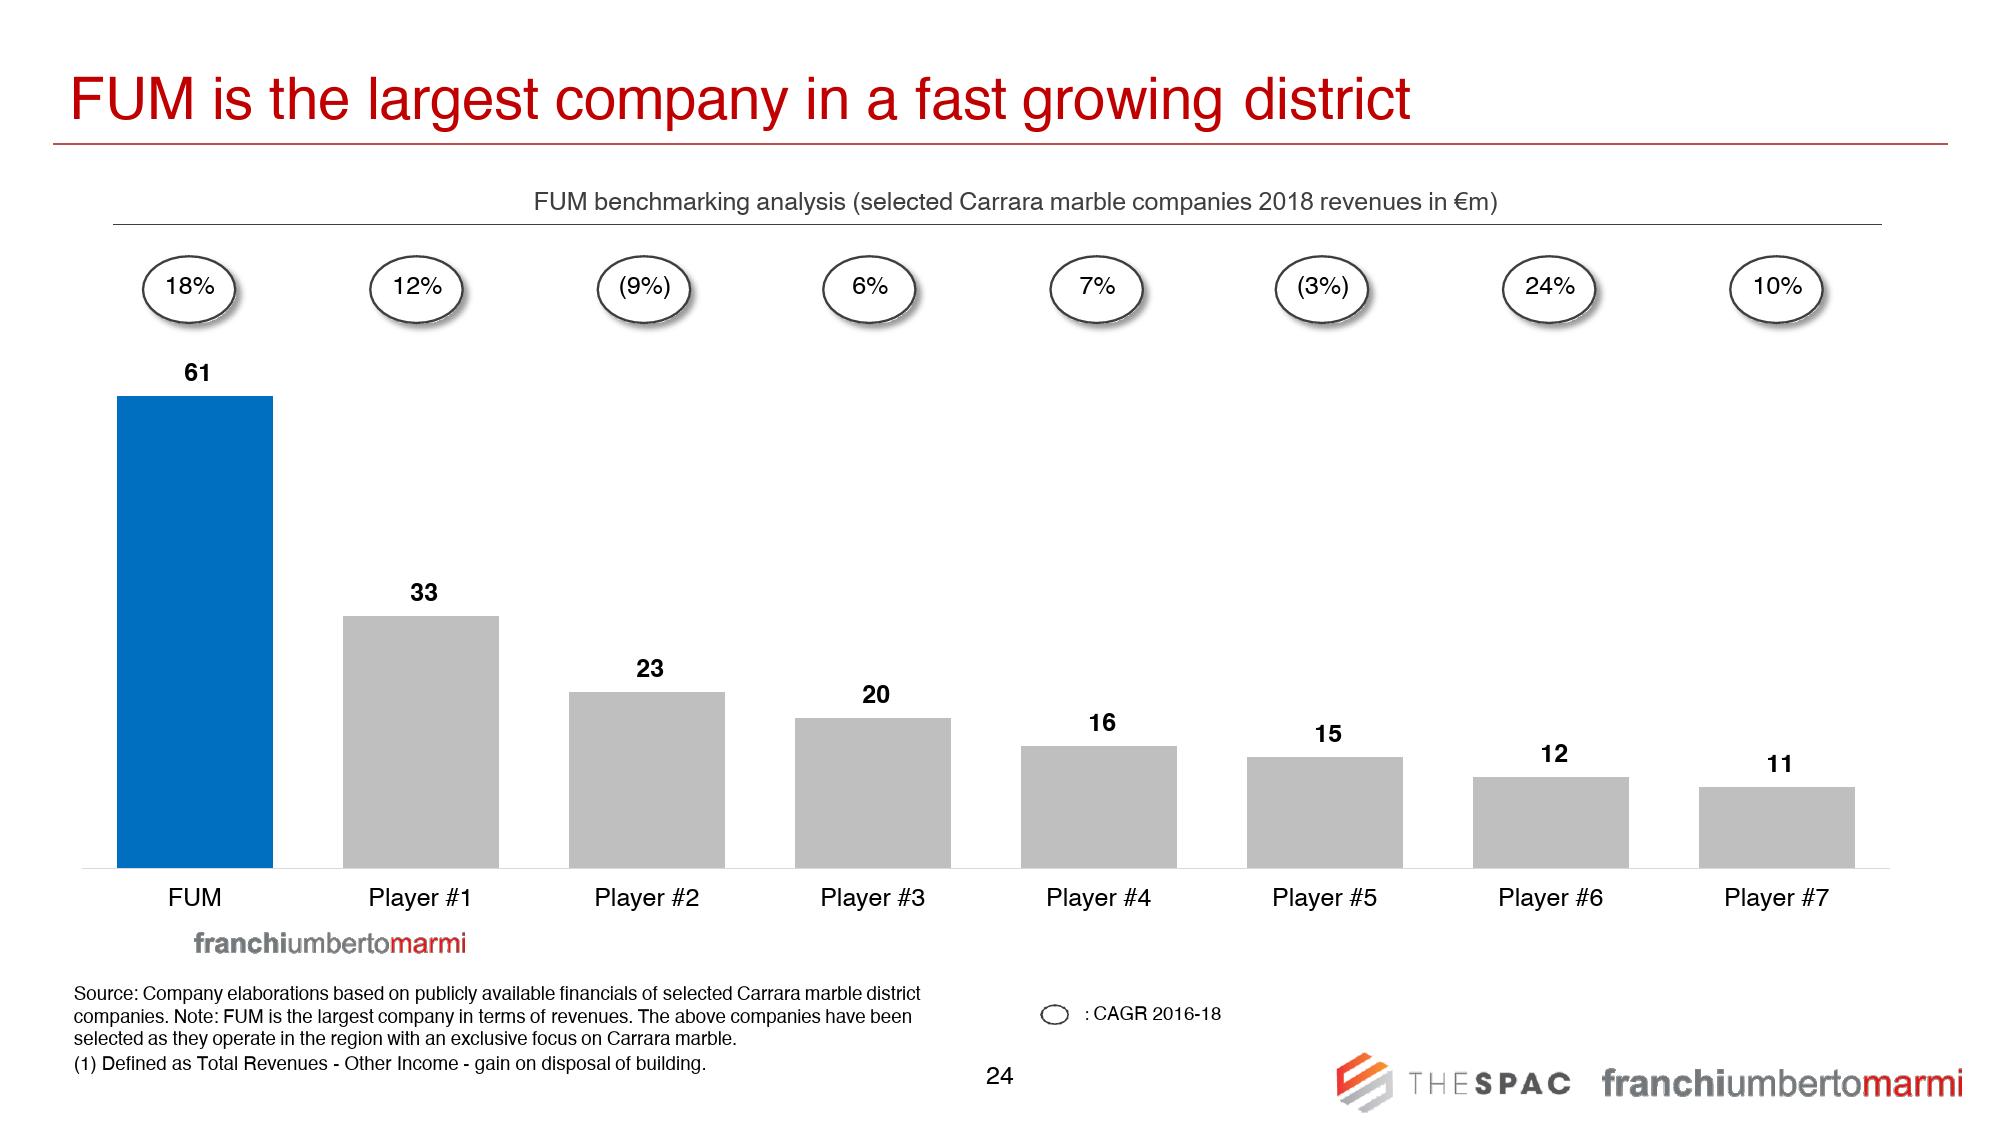 FUM is the largest company in a fast growing district
FUM benchmarking analysis (selected Carrara marble companies 2018 revenues in €m)
18% 12% (9%) 6% 7% (3%) 24% 10%
61 33 23 20 16 15 12 11
FUM Player #1 Player #2 Player #3 Player #4 Player #5 Player #6 Player #7
franchiumbertomarmi
Source: Company elaborations based on publicly available financials of selected Carrara marble district
companies. Note: FUM is the largest company in terms of revenues. The above companies have been
selected as they operate in the region with an exclusive focus on Carrara marble.
(1) Defined as Total Revenues - Other Income - gain on disposal of building.
: CAGR 2016-18
24
THESPAC franchiumbertomarmi